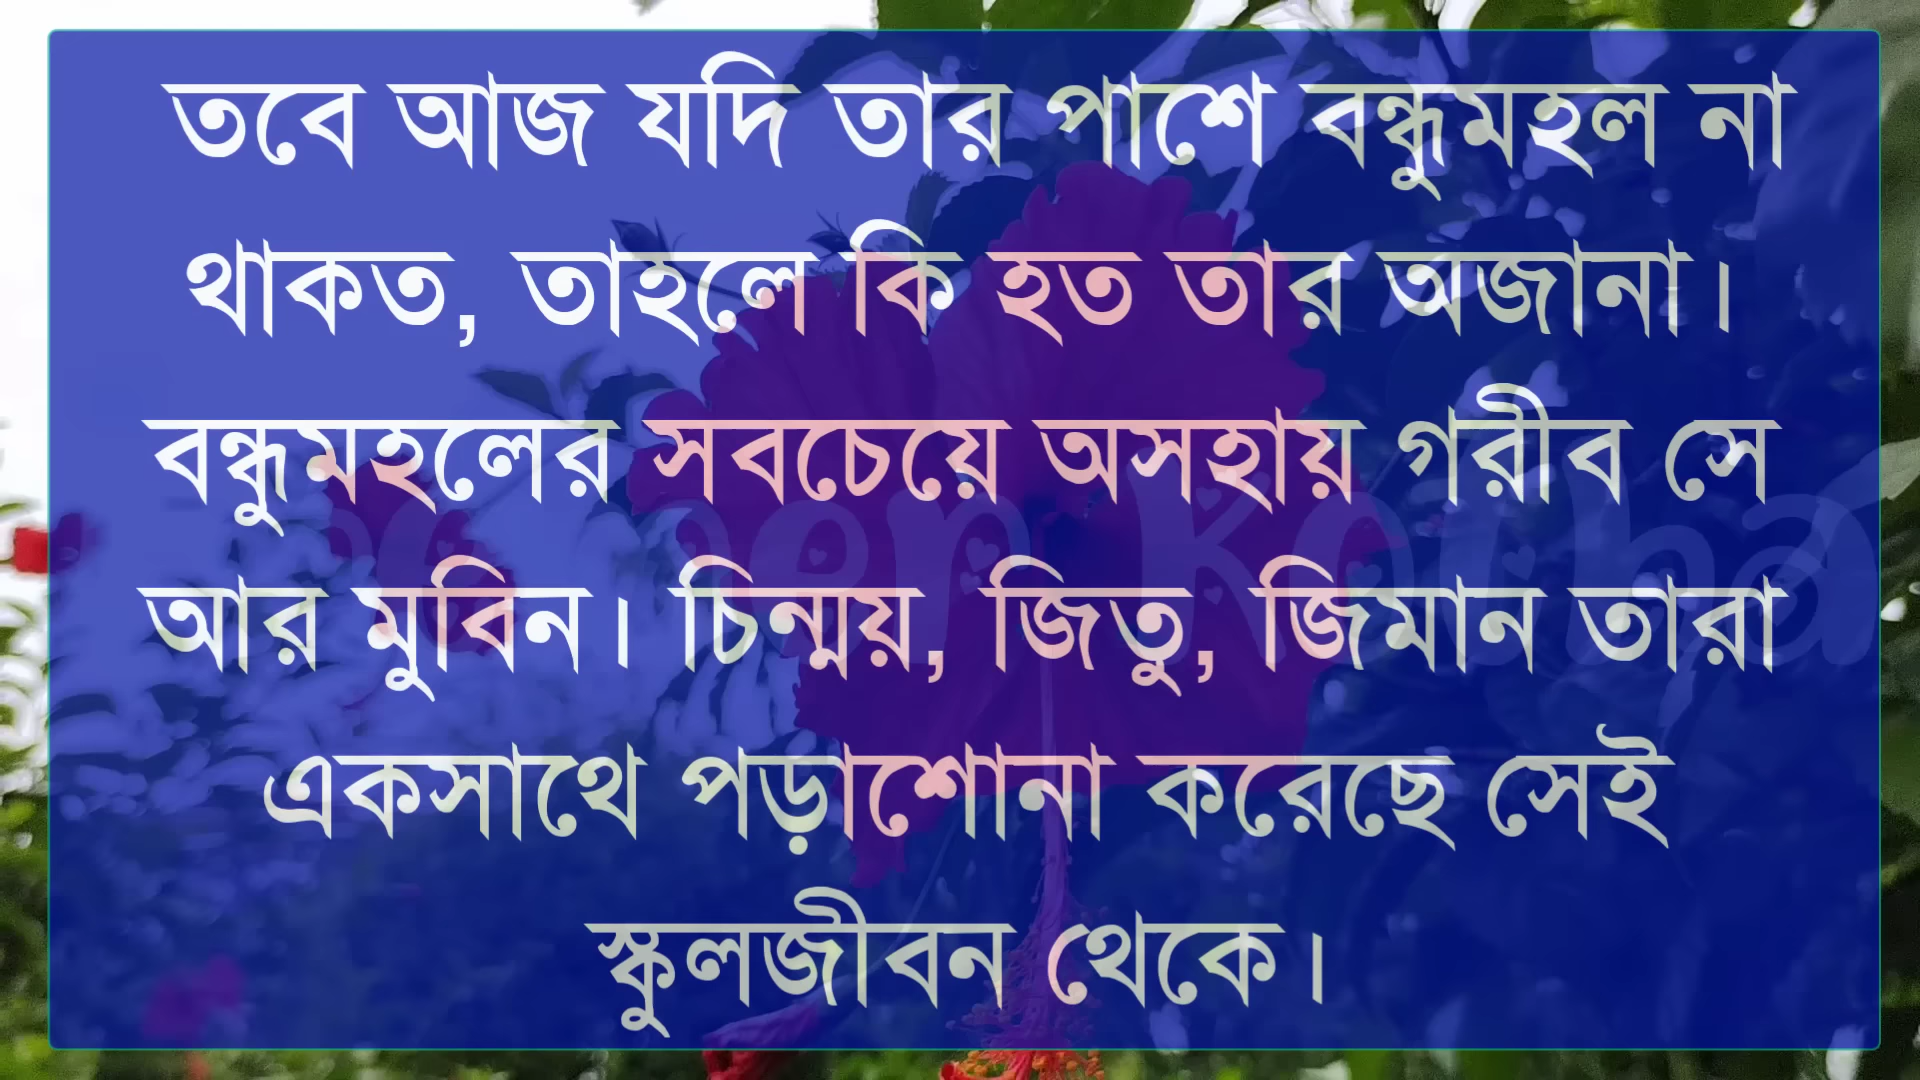 তবে আজ যদি তার পাশে বন্ধুমহল না
থাকত, তাহলে কি হত তার অজানা।
বন্ধুমহলের সবচেয়ে অসহায় গরীব সে
আর মুবিন। চিন্ময়, জিতু, জিমান তারা
একসাথে পড়াশোনা করেছে সেই
স্কুলজীবন থেকে।